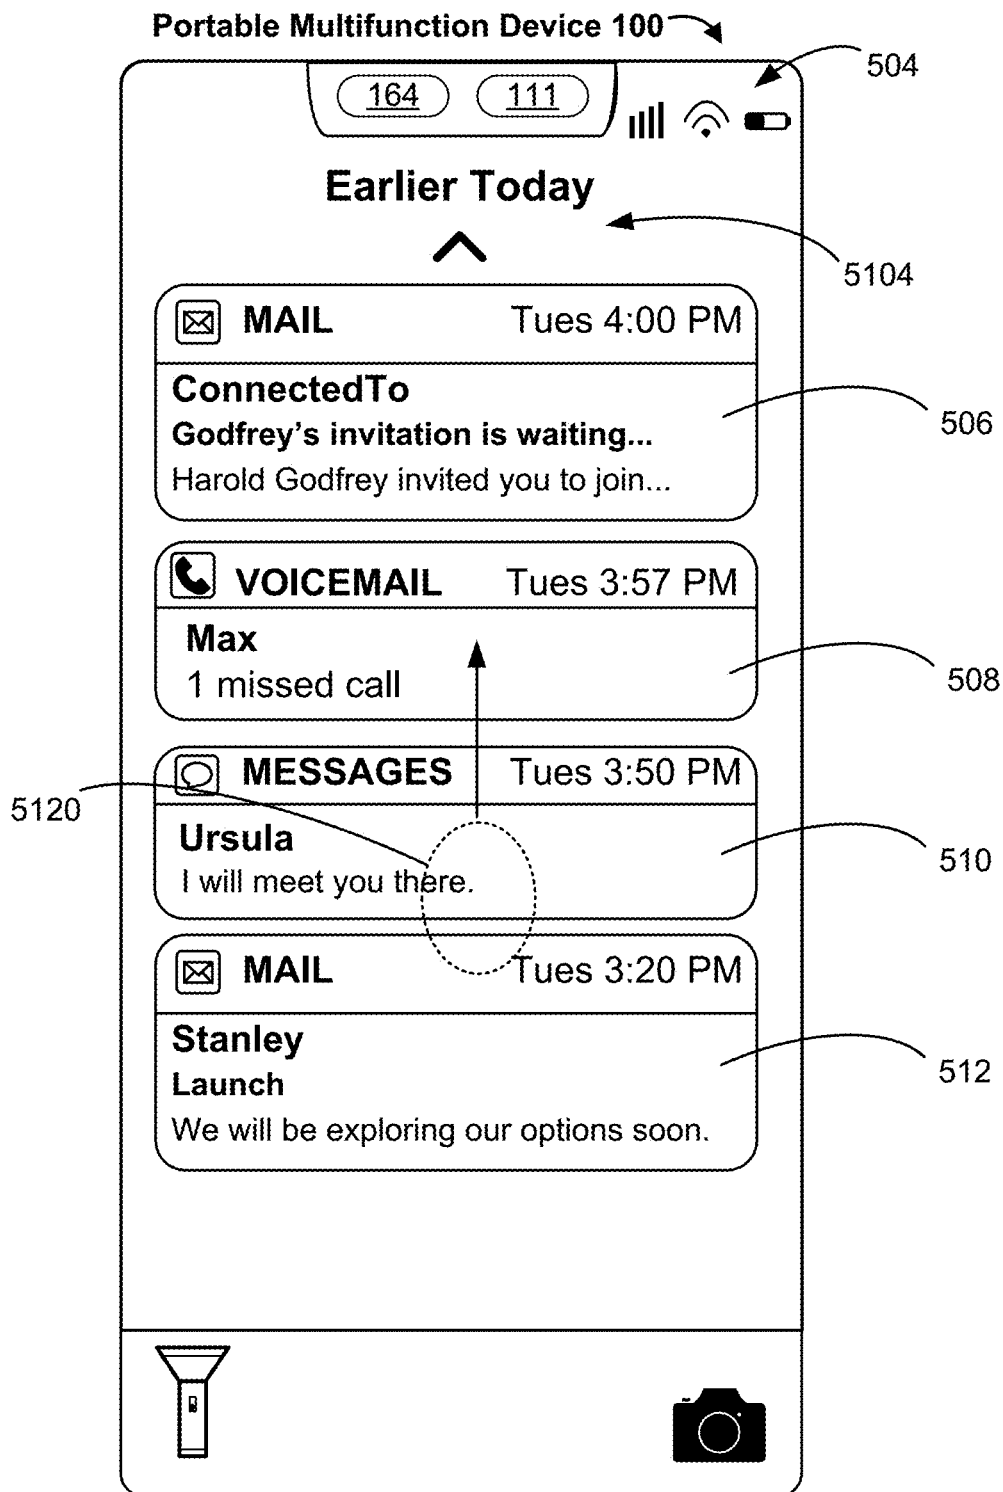 Portable Multifunction Device 100
504
164 111
Earlier Today
5104
MAIL Tues 4:00 PM
ConnectedTo
506
Godfrey’s invitation is waiting...
Harold Godfrey invited you to join...
VOICEMAIL Tues 3:57 PM
Max
1 missed call
508
MESSAGES Tues 3:50 PM
5120
Ursula
510
I will meet you there.
MAIL Tues 3:20 PM
Stanley
512
Launch
We will be exploring our options soon.